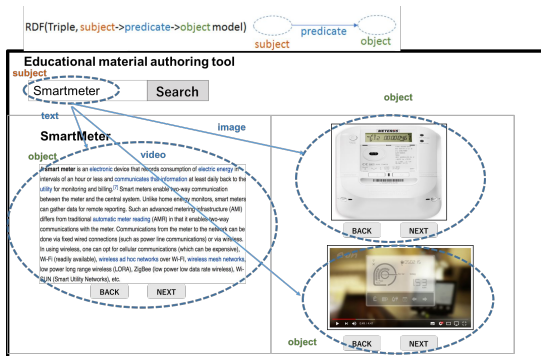 RDF(Triple, subject->predicate->object model)
predicate
subject
object
Educational material authoring tool
subject
Smartmeter
Search
object
text
image
SmartMeter
object
video
smart meter is an electronic device that records consumption of electric energy in
intervals of an hour or less and communicates that information at least daily back to the
utility for monitoring and billing.[7] Smart meters enable two-way communication
between the meter and the central system. Unlike home energy monitors, smart meters
can gather data for remote reporting. Such an advanced metering infrastructure (AMI)
differs from traditional automatic meter reading (AMR) in that it enables two-way
communications with the meter. Communications from the meter to the network can be
done via fixed wired connections (such as power line communications) or via wireless.
In using wireless, one can opt for cellular communications (which can be expensive),
Wi-Fi (readily available), wireless ad hoc networks over Wi-Fi, wireless mesh networks,
low power long range wireless (LORA), ZigBee (low power low data rate wireless), Wi-
SUN (Smart Utility Networks), etc.
BACK
NEXT
BACK
NEXT
object
BACK
NEXT